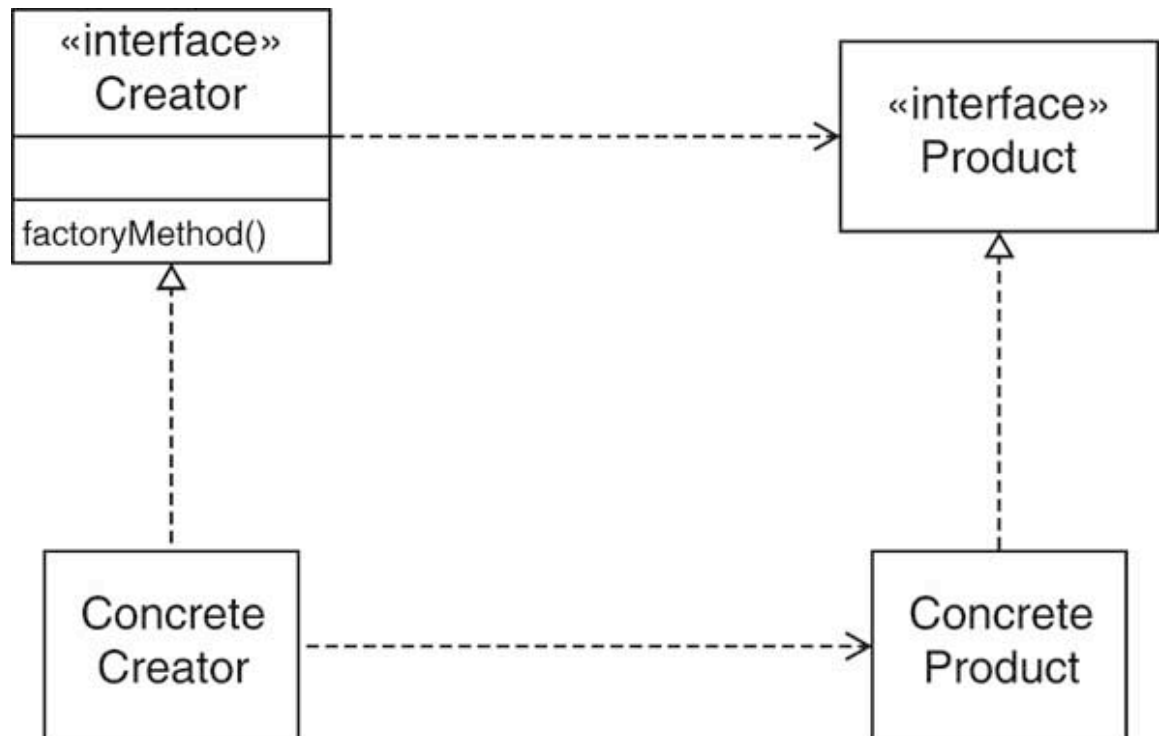 «interface»
Creator
factoryMethod()
«interface»
Product
Concrete
Creator
Concrete
Product